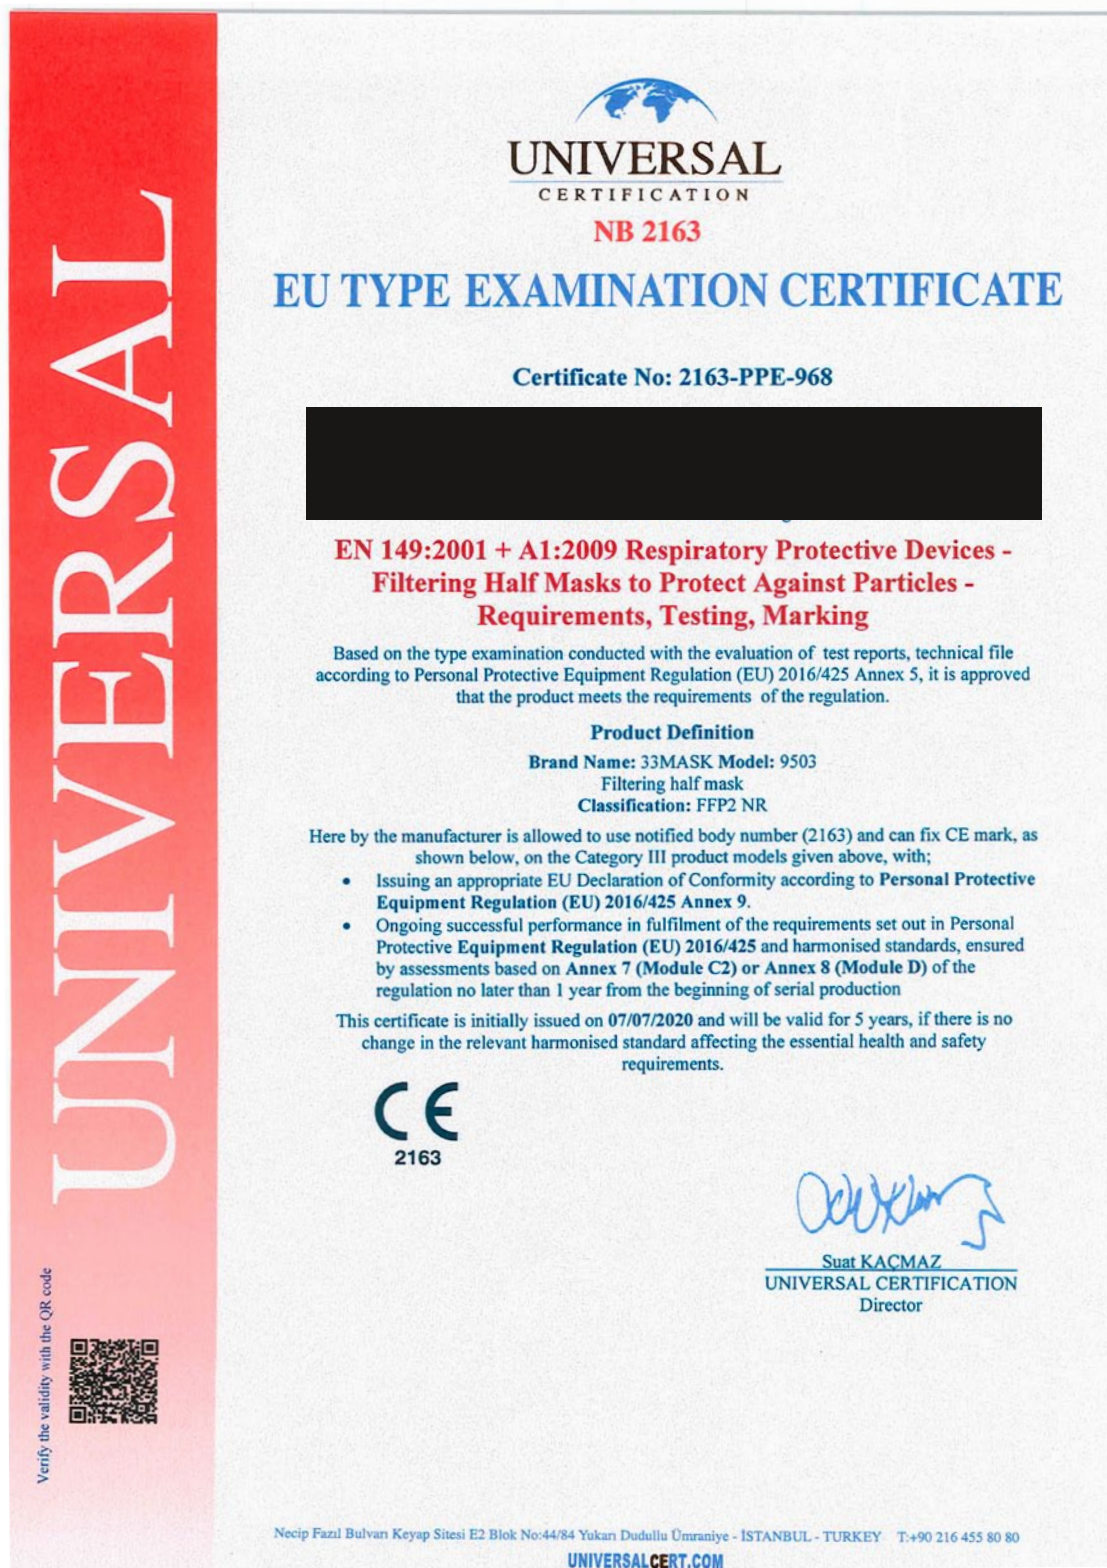 UNIVERSAL
CERTIFICATION
NB 2163
EU TYPE EXAMINATION CERTIFICATE
Certificate No: 2163-PPE-968
EN 149:2001 + A1:2009 Respiratory Protective Devices -
Filtering Half Masks to Protect Against Particles -
Requirements, Testing, Marking
Based on the type examination conducted with the evaluation of test reports, technical file
according to Personal Protective Equipment Regulation (EU) 2016/425 Annex 5, it is approved
that the product meets the requirements of the regulation.
Product Definition
Brand Name: 33MASK Model: 9503
Filtering half mask
Classification: FFP2 NR
Here by the manufacturer is allowed to use notified body number (2163) and can fix CE mark, as
shown below, on the Category III product models given above, with;
• Issuing an appropriate EU Declaration of Conformity according to Personal Protective
Equipment Regulation (EU) 2016/425 Annex 9.
• Ongoing successful performance in fulfilment of the requirements set out in Personal
Protective Equipment Regulation (EU) 2016/425 and harmonised standards, ensured
by assessments based on Annex 7 (Module C2) or Annex 8 (Module D) of the
regulation no later than 1 year from the beginning of serial production
This certificate is initially issued on 07/07/2020 and will be valid for 5 years, if there is no
change in the relevant harmonised standard affecting the essential health and safety
requirements.
CE
2163
Suat KAÇMAZ
UNIVERSAL CERTIFICATION
Director
UNIVERSAL
Verify the validity with the QR code
Necip Fazıl Bulvarı Keyap Sitesi E2 Blok No:44/84 Yukarı Dudullu Ümraniye - İSTANBUL - TURKEY T:+90 216 455 80 80
UNIVERSALCERT.COM